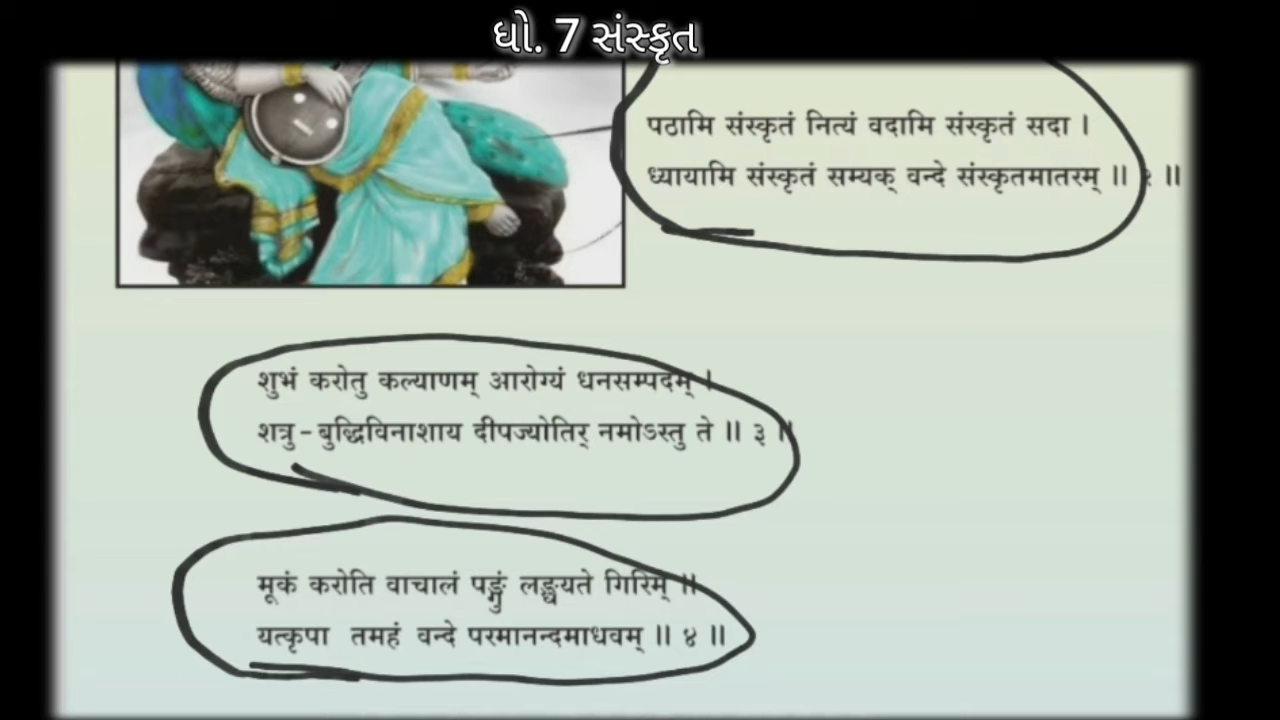 ધો. 7 સંસ્કૃત
पठामि संस्कृतं नित्यं वदामि संस्कृतं सदा ।
ध्यायामि संस्कृतं सम्यक् वन्दे संस्कृतमातरम् ॥ ॥
शुभं करोतु कल्याणम् आरोग्यं धनसम्पदम् ।
शत्रु-बुद्धिविनाशाय दीपज्योतिर् नमोऽस्तु ते ॥ ३ ॥
मूकं करोति वाचालं पङ्गुं लङ्घयते गिरिम् ॥
यत्कृपा तमहं वन्दे परमानन्दमाधवम् ॥ ४ ॥